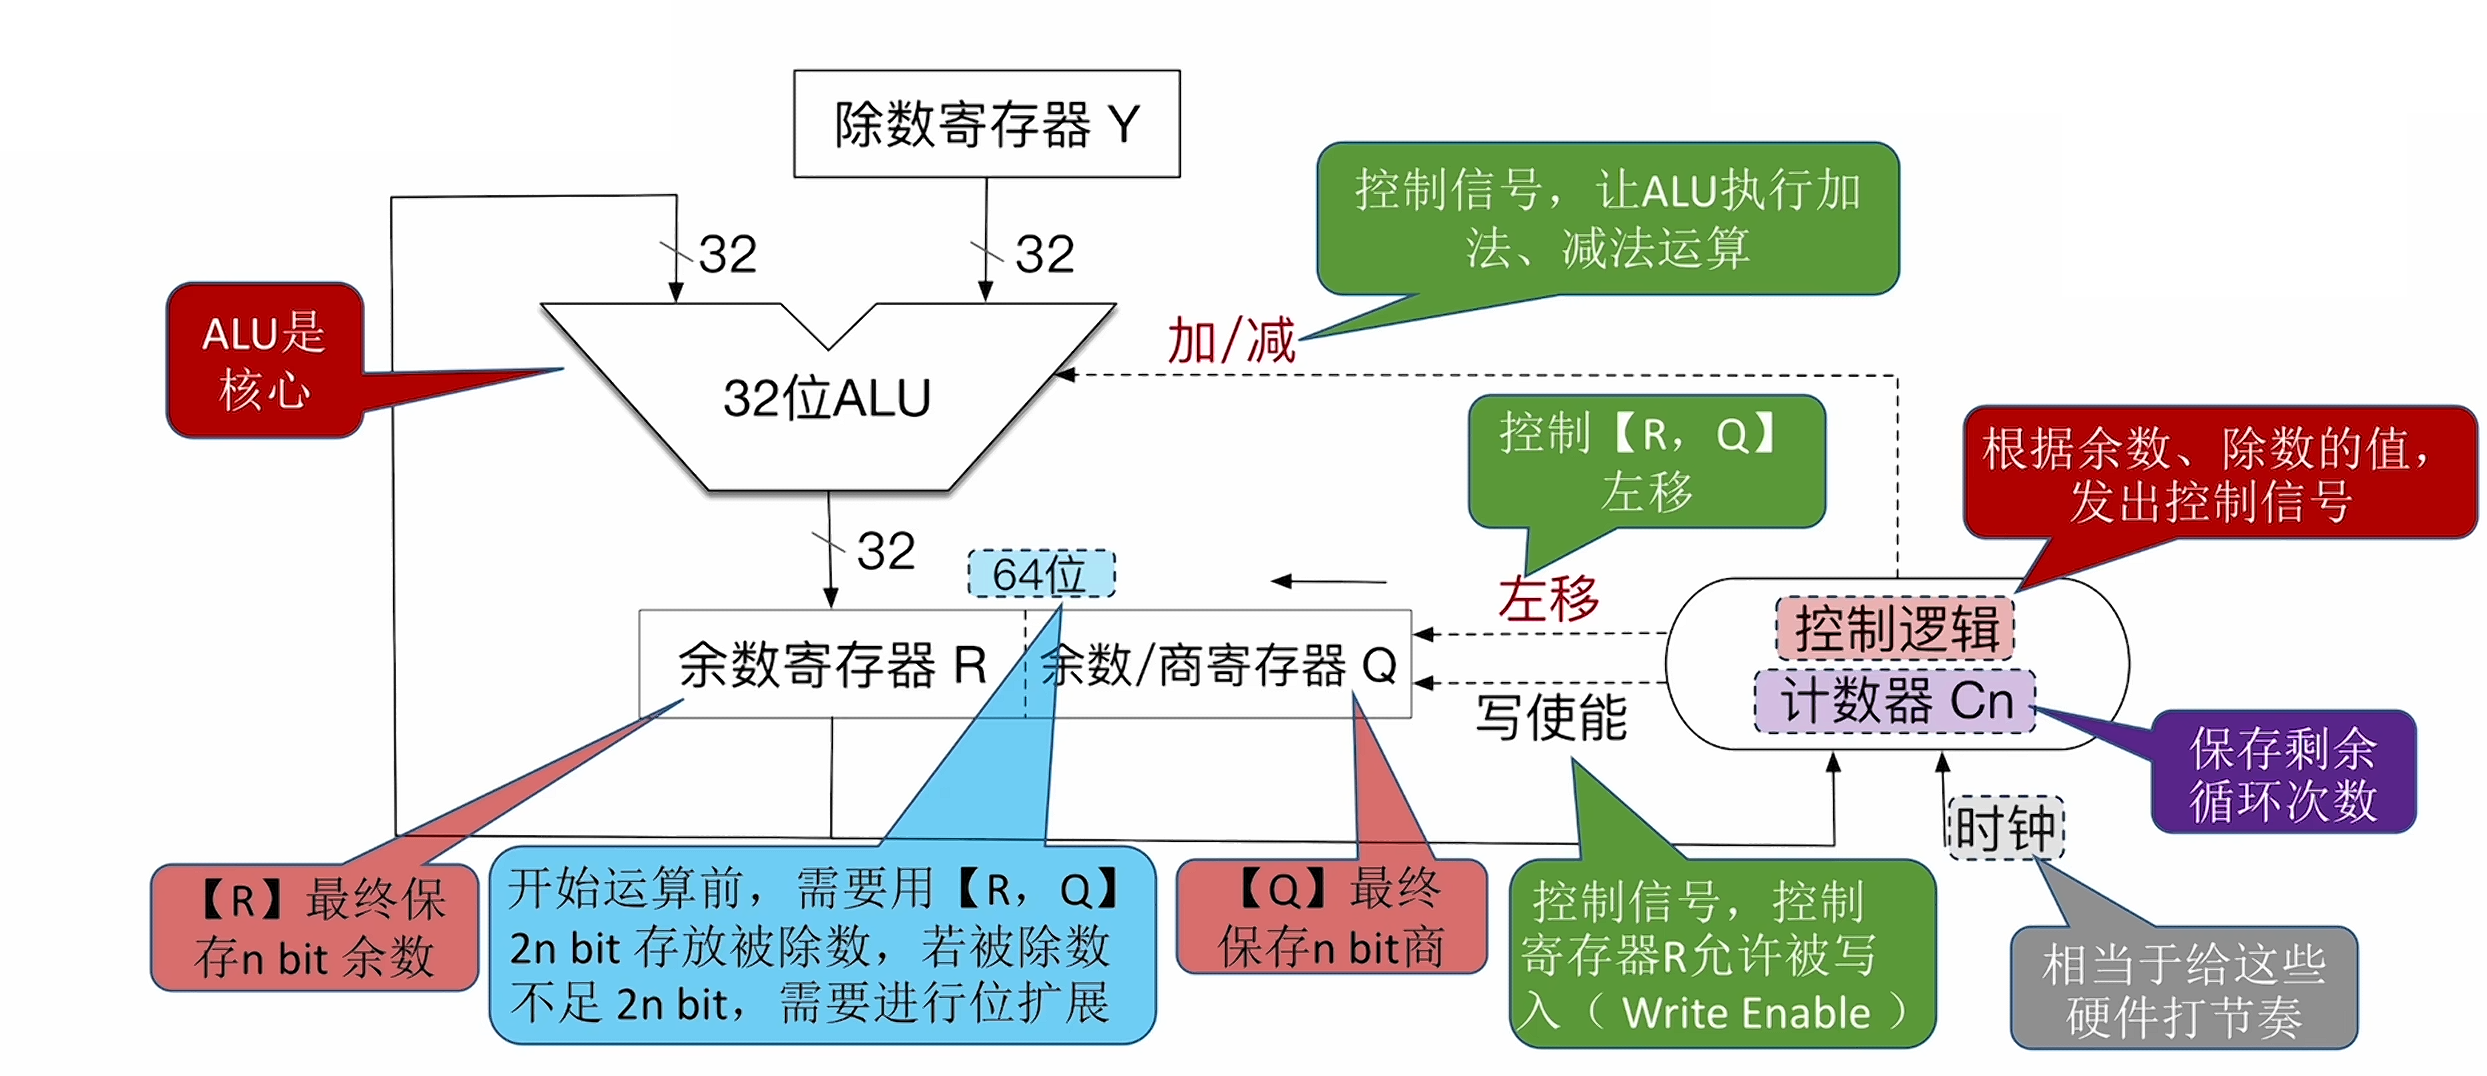 除数寄存器 Y
控制信号，让ALU执行加
法、减法运算
32
32
ALU是
核心
加/减
32位ALU
控制【R，Q】
左移
根据余数、除数的值，
发出控制信号
32
64位
左移
控制逻辑
余数寄存器 R
余数/商寄存器 Q
计数器 Cn
写使能
保存剩余
循环次数
时钟
【R】最终保
存n bit 余数
开始运算前，需要用【R，Q】
2n bit 存放被除数，若被除数
不足 2n bit，需要进行位扩展
【Q】最终
保存n bit商
控制信号，控制
寄存器R允许被写
入（ Write Enable ）
相当于给这些
硬件打节奏